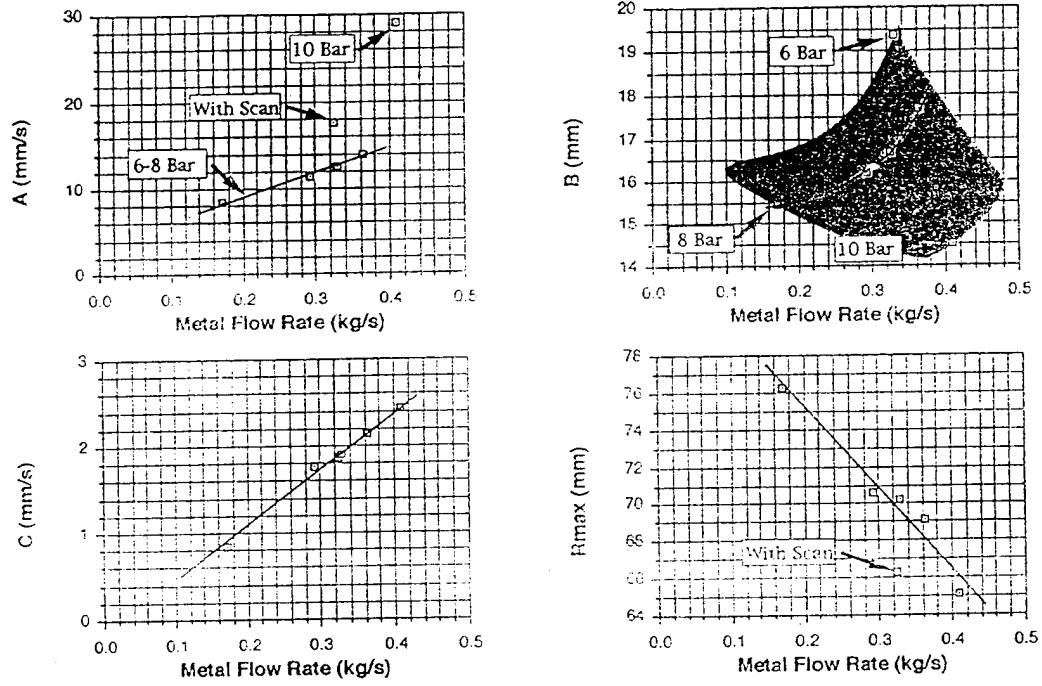 30
20
10
0
A (mm/s)
10 Bar
With Scan
6-8 Bar
0.0 0.1 0.2 0.3 0.4 0.5
Metal Flow Rate (kg/s)
20
19
18
17
16
15
14
B (mm)
6 Bar
8 Bar
10 Bar
0.0 0.1 0.2 0.3 0.4 0.5
Metal Flow Rate (kg/s)
3
2
1
0
C (mm/s)
0.0 0.1 0.2 0.3 0.4 0.5
Metal Flow Rate (kg/s)
78
76
74
72
70
68
66
64
Rmax (mm)
With Scan
0.0 0.1 0.2 0.3 0.4 0.5
Metal Flow Rate (kg/s)